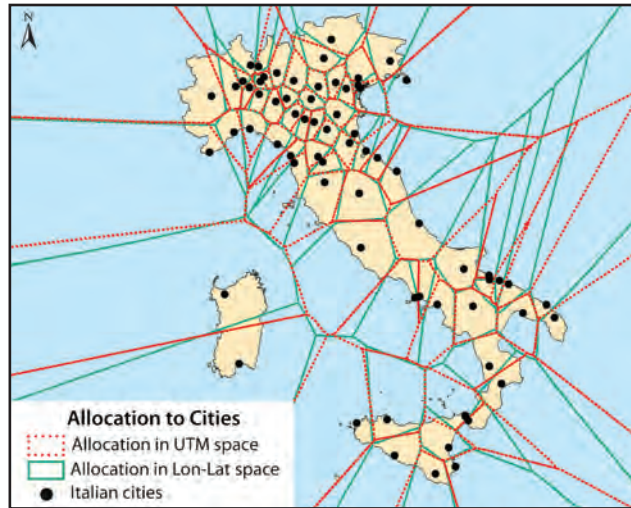 N
Allocation to Cities
Allocation in UTM space
Allocation in Lon-Lat space
Italian cities